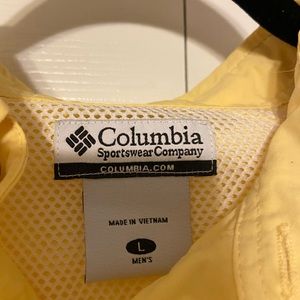 Columbia
Sportswear Company
COLUMBIA.COM
MADE IN VIETNAM
L
MEN'S